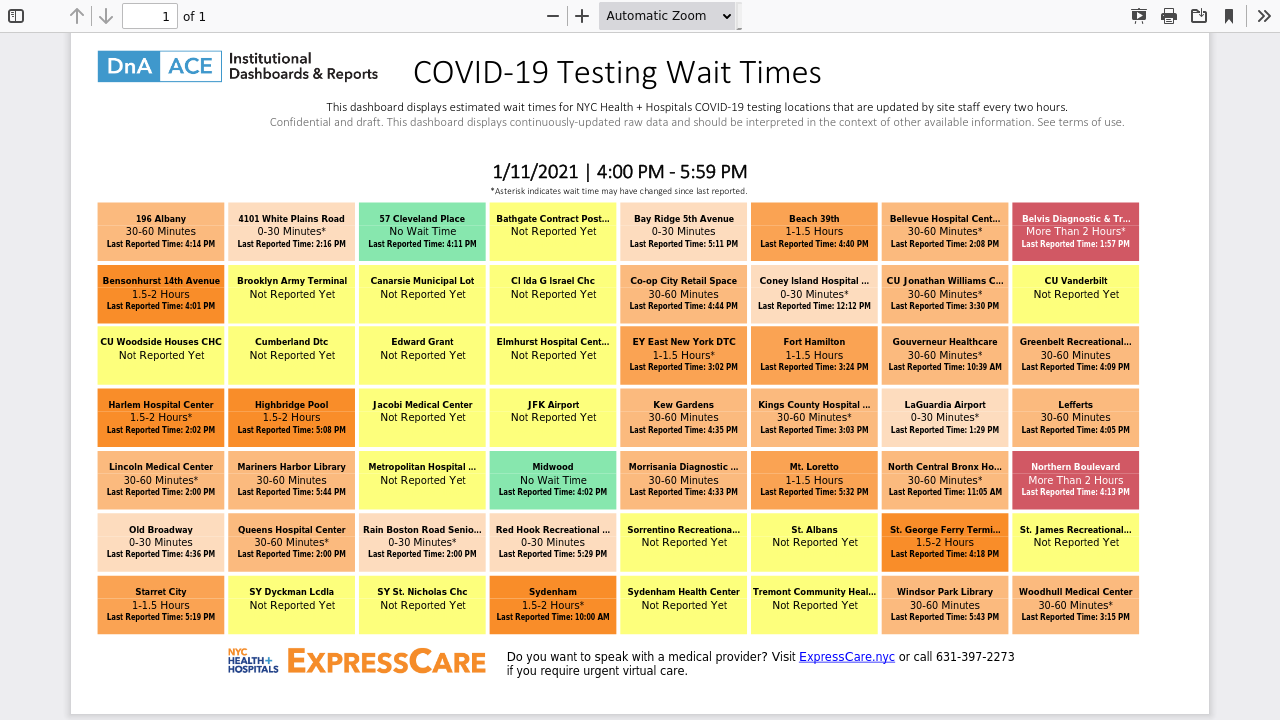 1 of 1 Automatic Zoom
DnA ACE Institutional
Dashboards & Reports
COVID-19 Testing Wait Times
This dashboard displays estimated wait times for NYC Health + Hospitals COVID-19 testing locations that are updated by site staff every two hours.
Confidential and draft. This dashboard displays continuously-updated raw data and should be interpreted in the context of other available information. See terms of use.
1/11/2021 | 4:00 PM - 5:59 PM
*Asterisk indicates wait time may have changed since last reported.
196 Albany
30-60 Minutes
Last Reported Time: 4:14 PM
4101 White Plains Road
0-30 Minutes*
Last Reported Time: 2:16 PM
57 Cleveland Place
No Wait Time
Last Reported Time: 4:11 PM
Bathgate Contract Post...
Not Reported Yet
Bay Ridge 5th Avenue
0-30 Minutes
Last Reported Time: 5:11 PM
Beach 39th
1-1.5 Hours
Last Reported Time: 4:40 PM
Bellevue Hospital Cent...
30-60 Minutes*
Last Reported Time: 2:08 PM
Belvis Diagnostic & Tr...
More Than 2 Hours*
Last Reported Time: 1:57 PM
Bensonhurst 14th Avenue
1.5-2 Hours
Last Reported Time: 4:01 PM
Brooklyn Army Terminal
Not Reported Yet
Canarsie Municipal Lot
Not Reported Yet
CI Ida G Israel Chc
Not Reported Yet
Co-op City Retail Space
30-60 Minutes
Last Reported Time: 4:44 PM
Coney Island Hospital ...
0-30 Minutes*
Last Reported Time: 12:12 PM
CU Jonathan Williams C...
30-60 Minutes*
Last Reported Time: 3:30 PM
CU Vanderbilt
Not Reported Yet
CU Woodside Houses CHC
Not Reported Yet
Cumberland Dtc
Not Reported Yet
Edward Grant
Not Reported Yet
Elmhurst Hospital Cent...
Not Reported Yet
EY East New York DTC
1-1.5 Hours*
Last Reported Time: 3:02 PM
Fort Hamilton
1-1.5 Hours
Last Reported Time: 3:24 PM
Gouverneur Healthcare
30-60 Minutes*
Last Reported Time: 10:39 AM
Greenbelt Recreational...
30-60 Minutes
Last Reported Time: 4:09 PM
Harlem Hospital Center
1.5-2 Hours*
Last Reported Time: 2:02 PM
Highbridge Pool
1.5-2 Hours
Last Reported Time: 5:08 PM
Jacobi Medical Center
Not Reported Yet
JFK Airport
Not Reported Yet
Kew Gardens
30-60 Minutes
Last Reported Time: 4:35 PM
Kings County Hospital ...
30-60 Minutes*
Last Reported Time: 3:03 PM
LaGuardia Airport
0-30 Minutes*
Last Reported Time: 1:29 PM
Lefferts
30-60 Minutes
Last Reported Time: 4:05 PM
Lincoln Medical Center
30-60 Minutes*
Last Reported Time: 2:00 PM
Mariners Harbor Library
30-60 Minutes
Last Reported Time: 5:44 PM
Metropolitan Hospital ...
Not Reported Yet
Midwood
No Wait Time
Last Reported Time: 4:02 PM
Morrisania Diagnostic ...
30-60 Minutes
Last Reported Time: 4:33 PM
Mt. Loretto
1-1.5 Hours
Last Reported Time: 5:32 PM
North Central Bronx Ho...
30-60 Minutes*
Last Reported Time: 11:05 AM
Northern Boulevard
More Than 2 Hours
Last Reported Time: 4:13 PM
Old Broadway
0-30 Minutes
Last Reported Time: 4:36 PM
Queens Hospital Center
30-60 Minutes*
Last Reported Time: 2:00 PM
Rain Boston Road Senio...
0-30 Minutes*
Last Reported Time: 2:00 PM
Red Hook Recreational ...
0-30 Minutes
Last Reported Time: 5:29 PM
Sorrentino Recreationa...
Not Reported Yet
St. Albans
Not Reported Yet
St. George Ferry Termi...
1.5-2 Hours
Last Reported Time: 4:18 PM
St. James Recreational...
Not Reported Yet
Starret City
1-1.5 Hours
Last Reported Time: 5:19 PM
SY Dyckman Lcdla
Not Reported Yet
SY St. Nicholas Chc
Not Reported Yet
Sydenham
1.5-2 Hours*
Last Reported Time: 10:00 AM
Sydenham Health Center
Not Reported Yet
Tremont Community Heal...
Not Reported Yet
Windsor Park Library
30-60 Minutes
Last Reported Time: 5:43 PM
Woodhull Medical Center
30-60 Minutes*
Last Reported Time: 3:15 PM
NYC
HEALTH+
HOSPITALS
EXPRESSCARE
Do you want to speak with a medical provider? Visit ExpressCare.nyc or call 631-397-2273
if you require urgent virtual care.